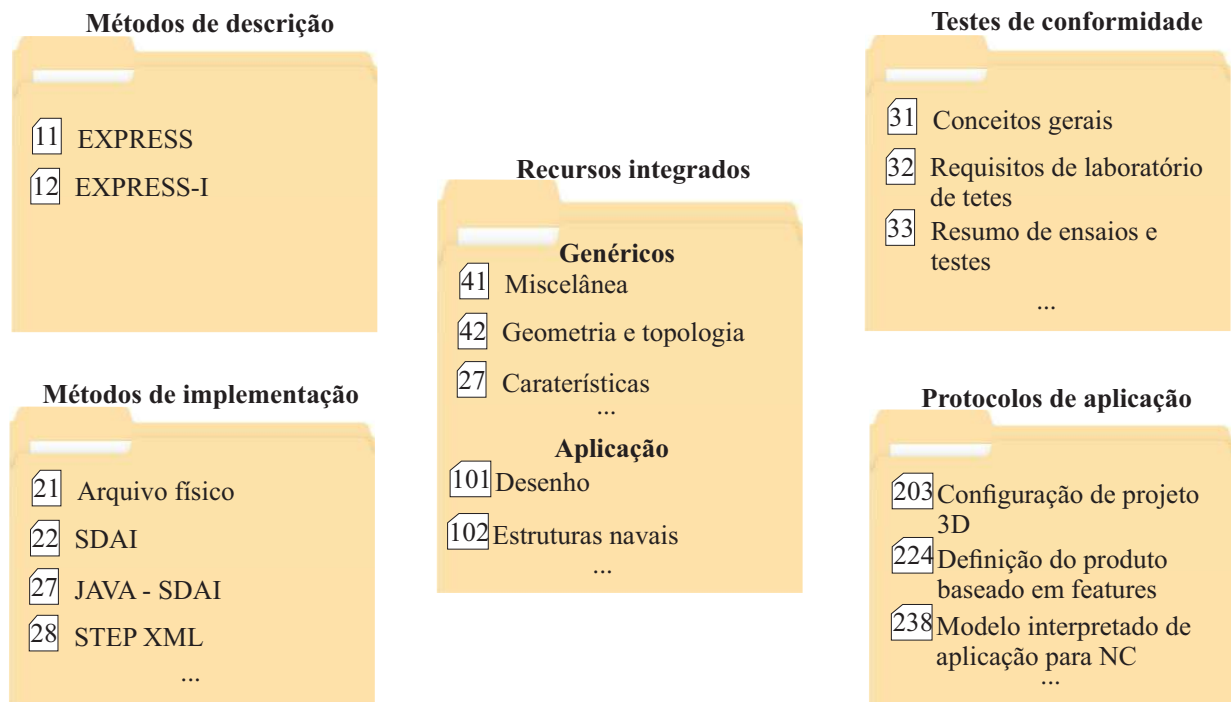 Métodos de descrição
11 EXPRESS
12 EXPRESS-I
Métodos de implementação
21 Arquivo físico
22 SDAI
27 JAVA - SDAI
28 STEP XML
...
Recursos integrados
Genéricos
41 Miscelânea
42 Geometria e topologia
27 Caraterísticas
...
Aplicação
101 Desenho
102 Estruturas navais
...
Testes de conformidade
31 Conceitos gerais
32 Requisitos de laboratório
de tetes
33 Resumo de ensaios e
testes
...
Protocolos de aplicação
203 Configuração de projeto
3D
224 Definição do produto
baseado em features
238 Modelo interpretado de
aplicação para NC
...